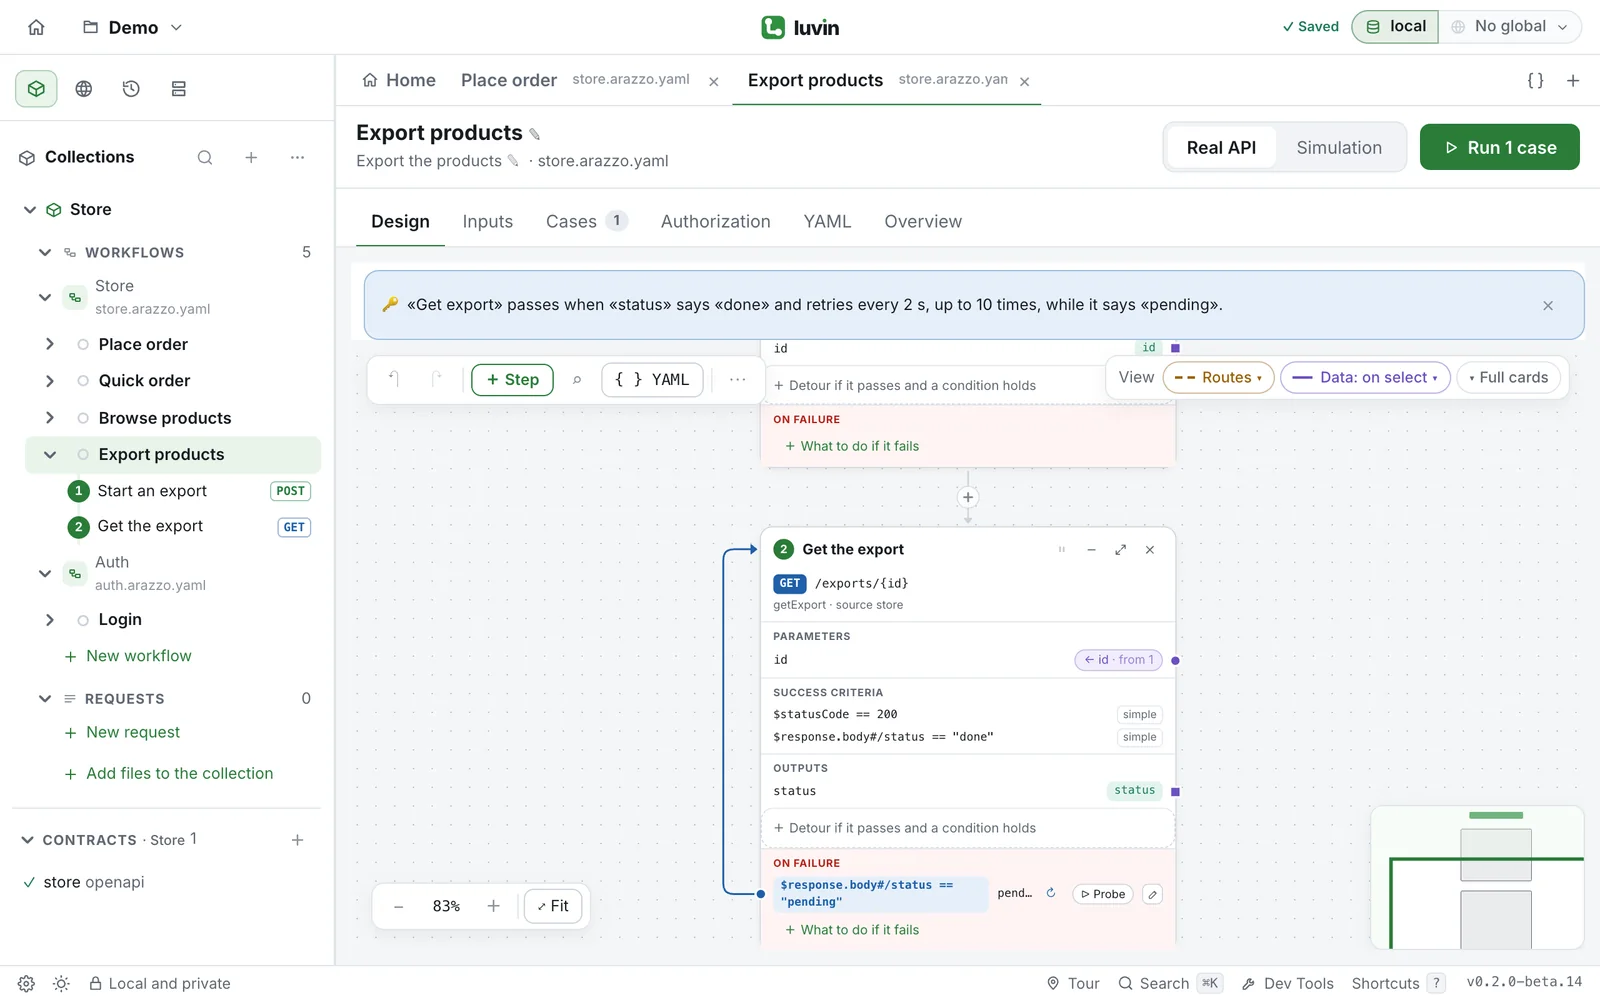 Demo
luvin
✓ Saved
local
No global
Home
Place order store.arazzo.yaml ×
Export products store.arazzo.yan ×
{ } +
Collections
Export products
Export the products · store.arazzo.yaml
Real API
Simulation
Run 1 case
Store
Design
Inputs
Cases 1
Authorization
YAML
Overview
WORKFLOWS 5
Store
store.arazzo.yaml
Place order
Quick order
Browse products
Export products
1 Start an export POST
2 Get the export GET
Auth
auth.arazzo.yaml
Login
+ New workflow
REQUESTS 0
+ New request
+ Add files to the collection
CONTRACTS · Store 1 +
✓ store openapi
«Get export» passes when «status» says «done» and retries every 2 s, up to 10 times, while it says «pending». ×
id id
+ Step
{ } YAML
...
+ Detour if it passes and a condition holds
View
Routes
Data: on select
Full cards
ON FAILURE
+ What to do if it fails
+
2 Get the export
GET /exports/{id}
getExport · source store
PARAMETERS
id ← id · from 1
SUCCESS CRITERIA
$statusCode == 200 simple
$response.body#/status == "done" simple
OUTPUTS
status status
+ Detour if it passes and a condition holds
ON FAILURE
$response.body#/status ==
"pending"
pend…
Probe
+ What to do if it fails
− 83% +
Fit
Local and private
Tour
Search ⌘K
Dev Tools
Shortcuts ?
v0.2.0-beta.14